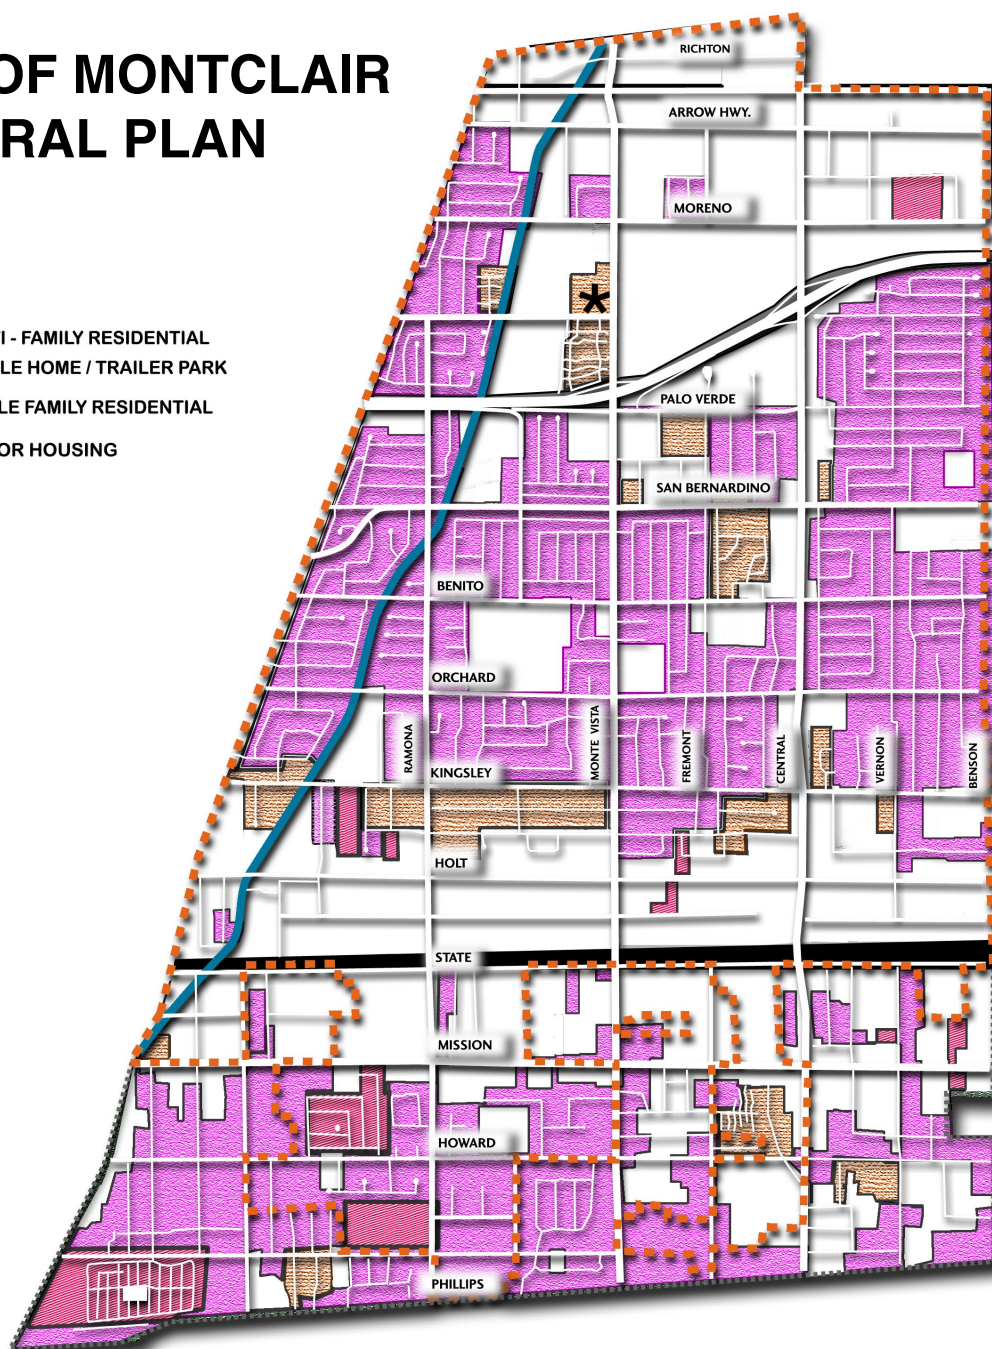 OF MONTCLAIR
RAL PLAN
I - FAMILY RESIDENTIAL
LE HOME / TRAILER PARK
LE FAMILY RESIDENTIAL
OR HOUSING
RICHTON
ARROW HWY.
MORENO
*
PALO VERDE
SAN BERNARDINO
BENITO
ORCHARD
RAMONA
MONTE VISTA
FREMONT
CENTRAL
VERNON
BENSON
KINGSLEY
HOLT
STATE
MISSION
HOWARD
PHILLIPS